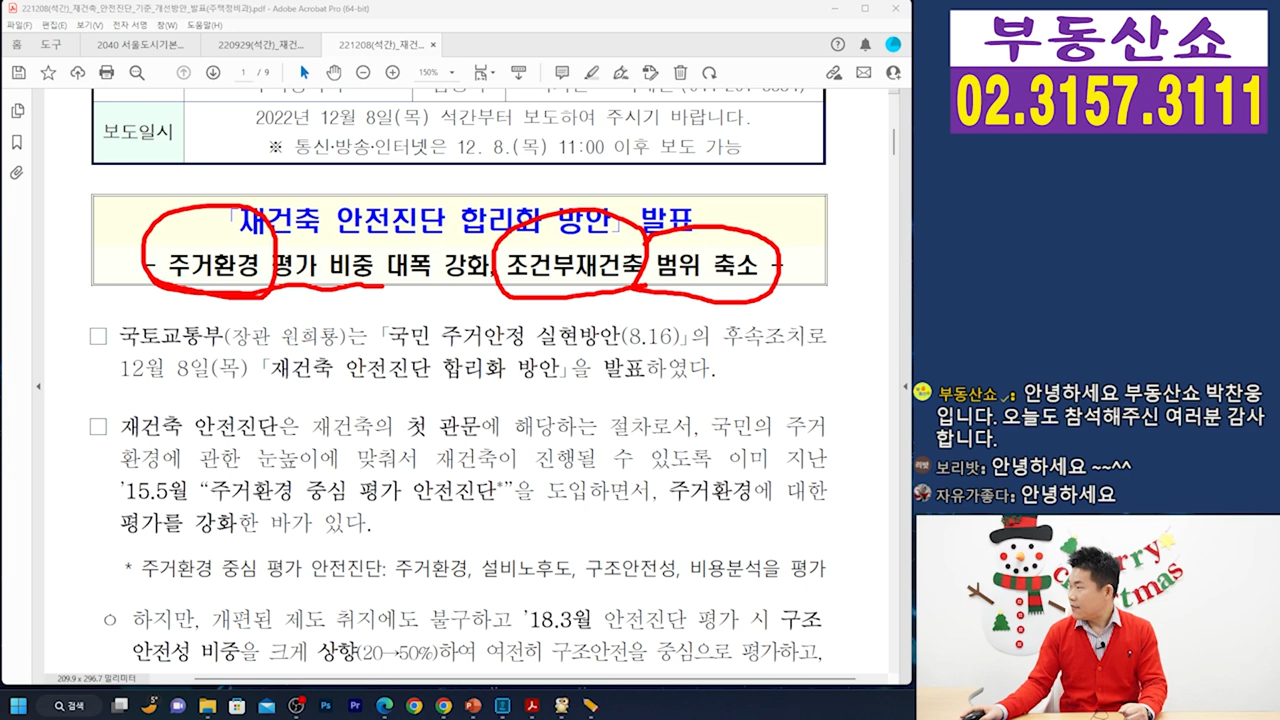 221208(석간)_재건축_안전진단_기준_개선방안_발표(주택정비과).pdf - Adobe Acrobat Pro (64-bit)
파일(F) 편집(E) 보기(V) 전자 서명 창(W) 도움말(H)
홈 도구 2040 서울도시기본... 220929(석간)_재건... 221208(석간)_재건... ×
1 / 9 150%
보도일시
2022년 12월 8일(목) 석간부터 보도하여 주시기 바랍니다.
※ 통신·방송·인터넷은 12. 8.(목) 11:00 이후 보도 가능
「재건축 안전진단 합리화 방안」 발표
- 주거환경 평가 비중 대폭 강화, 조건부재건축 범위 축소 -
□ 국토교통부(장관 원희룡)는 「국민 주거안정 실현방안(8.16)」의 후속조치로
12월 8일(목) 「재건축 안전진단 합리화 방안」을 발표하였다.
□ 재건축 안전진단은 재건축의 첫 관문에 해당하는 절차로서, 국민의 주거
환경에 관한 눈높이에 맞춰서 재건축이 진행될 수 있도록 이미 지난
’15.5월 “주거환경 중심 평가 안전진단*”을 도입하면서, 주거환경에 대한
평가를 강화한 바가 있다.
* 주거환경 중심 평가 안전진단: 주거환경, 설비노후도, 구조안전성, 비용분석을 평가
ㅇ 하지만, 개편된 제도 취지에도 불구하고 ’18.3월 안전진단 평가 시 구조
안전성 비중을 크게 상향(20→50%)하여 여전히 구조안전을 중심으로 평가하고,
209.9 x 296.7 밀리미터
검색
부동산쇼
02.3157.3111
부동산쇼: 안녕하세요 부동산쇼 박찬웅
입니다. 오늘도 참석해주신 여러분 감사
합니다.
보리밧: 안녕하세요 ~~^^
자유가좋다: 안녕하세요
Merry
Christmas